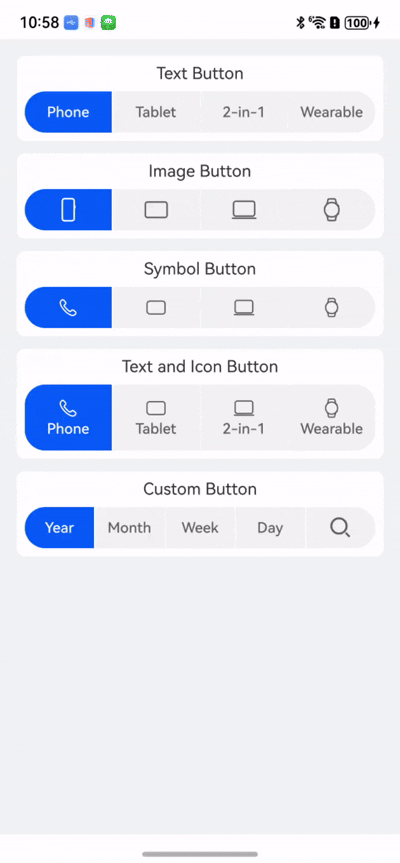 10:58 6 100
Text Button
Phone Tablet 2-in-1 Wearable
Image Button
Symbol Button
Text and Icon Button
Phone Tablet 2-in-1 Wearable
Custom Button
Year Month Week Day